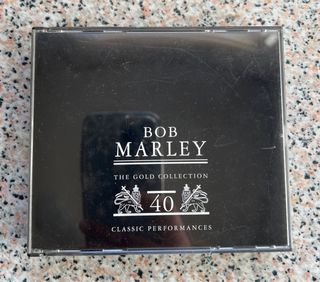 BOB
MARLEY
THE GOLD COLLECTION
40
CLASSIC PERFORMANCES